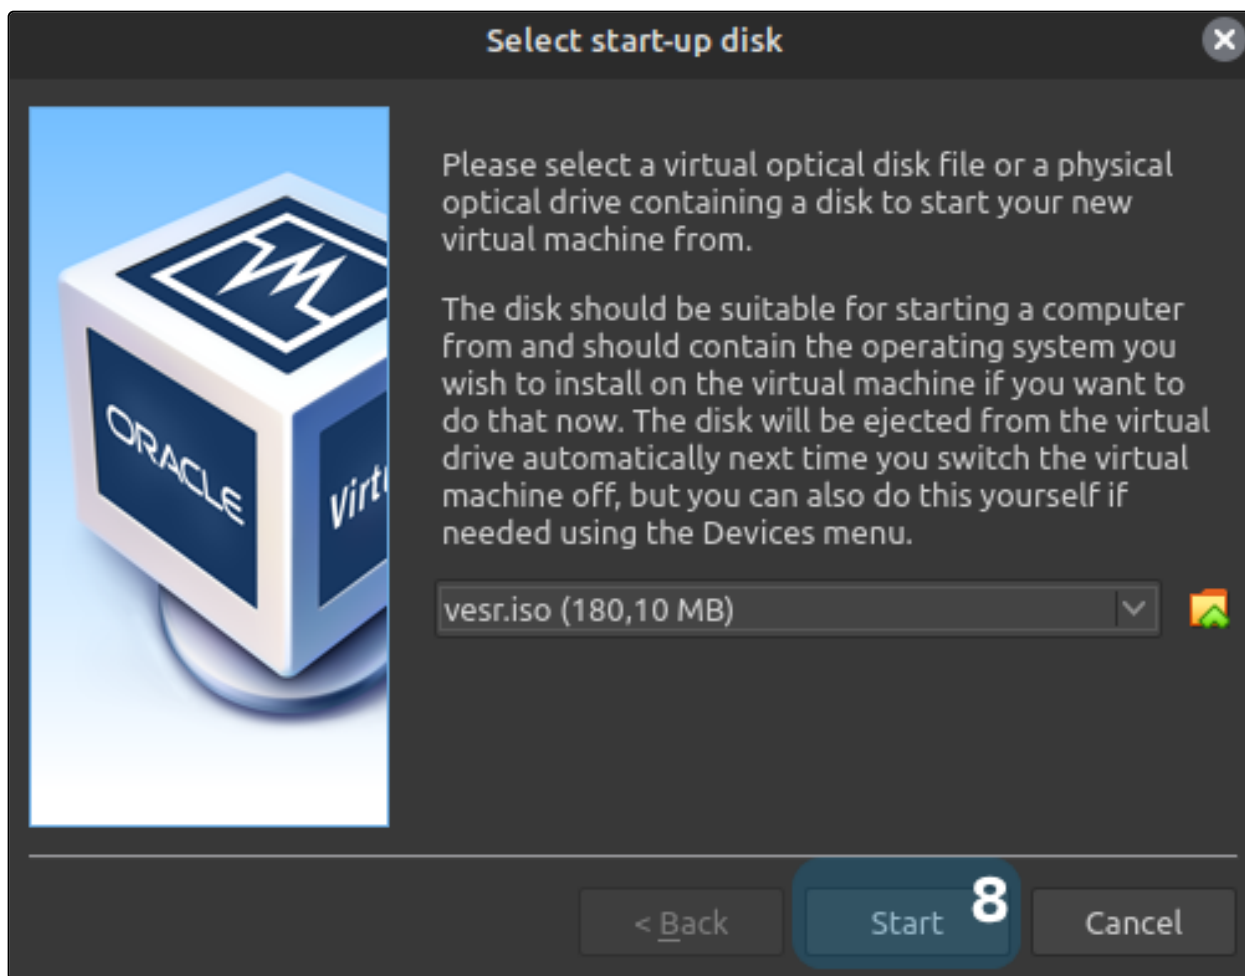 Select start-up disk
Please select a virtual optical disk file or a physical
optical drive containing a disk to start your new
virtual machine from.
The disk should be suitable for starting a computer
from and should contain the operating system you
wish to install on the virtual machine if you want to
do that now. The disk will be ejected from the virtual
drive automatically next time you switch the virtual
machine off, but you can also do this yourself if
needed using the Devices menu.
ORACLE
Virt
vesr.iso (180,10 MB)
< Back
Start
8
Cancel